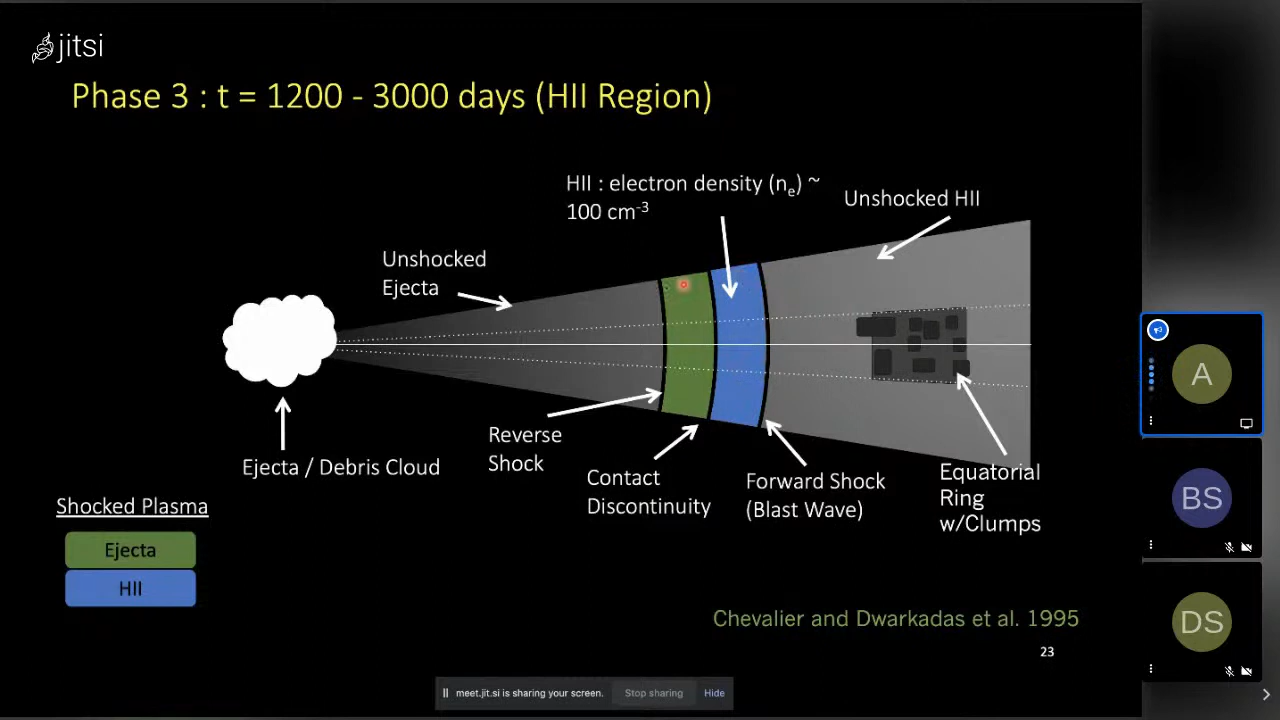 jitsi
Phase 3 : t = 1200 - 3000 days (HII Region)
HII : electron density (nₑ) ~
100 cm⁻³
Unshocked HII
Unshocked
Ejecta
Reverse
Shock
Contact
Discontinuity
Forward Shock
(Blast Wave)
Equatorial
Ring
w/Clumps
Ejecta / Debris Cloud
Shocked Plasma
Ejecta
HII
Chevalier and Dwarkadas et al. 1995
23
meet.jit.si is sharing your screen.
Stop sharing
Hide
A
BS
DS